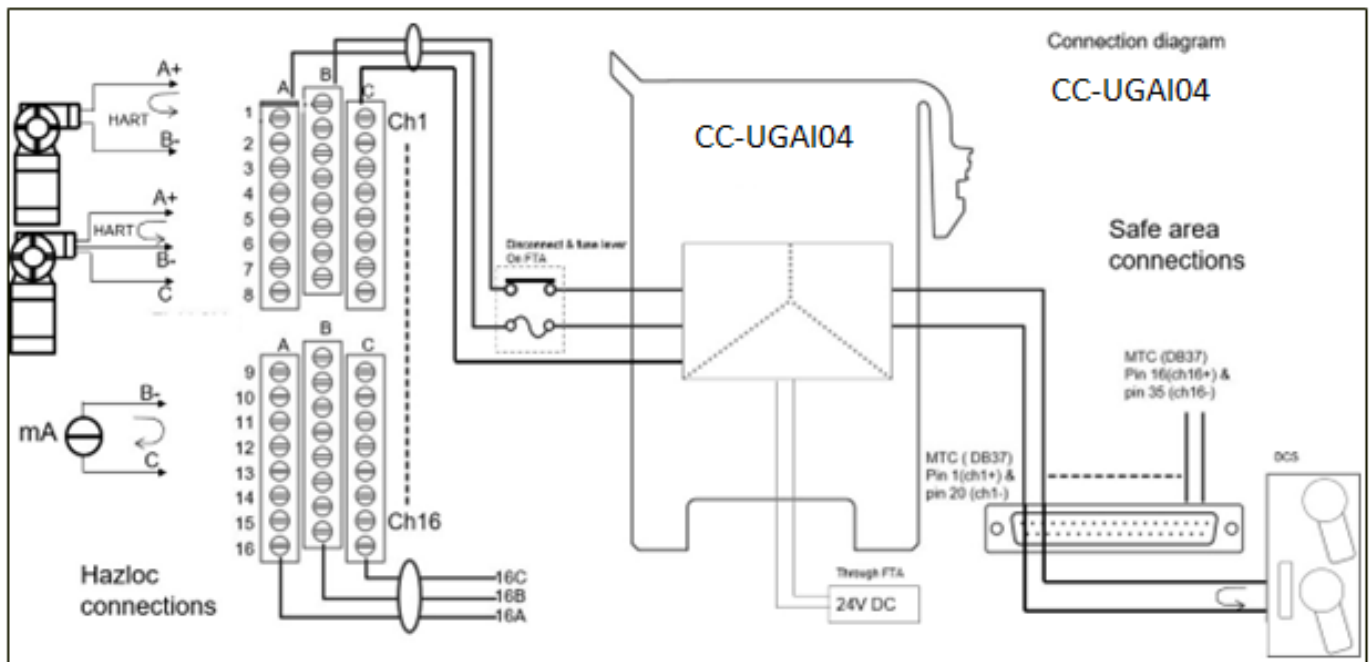 Connection diagram
CC-UGAI04
CC-UGAI04
A+
HART
B-
A+
HART
B-
C
A
B
C
1
2
3
4
5
6
7
8
Ch1
Disconnect & fuse lever
On FTA
Safe area
connections
A
B
C
9
10
11
12
13
14
15
16
Ch16
B-
mA
C
MTC (DB37)
Pin 16(ch16+) &
pin 35 (ch16-)
MTC ( DB37)
Pin 1(ch1+) &
pin 20 (ch1-)
DCS
Hazloc
connections
16C
16B
16A
Through FTA
24V DC